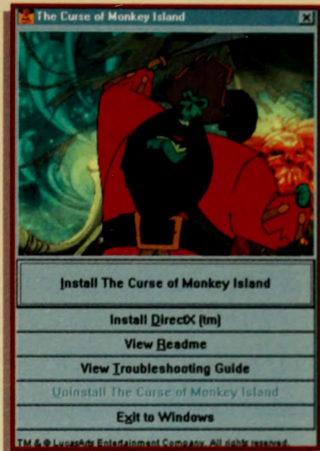 The Curse of Monkey Island
Install The Curse of Monkey Island
Install DirectX (tm)
View Readme
View Troubleshooting Guide
Uninstall The Curse of Monkey Island
Exit to Windows
TM & © LucasArts Entertainment Company. All rights reserved.